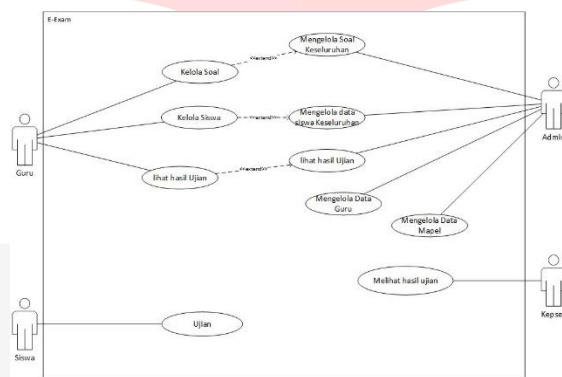 E-Exam
Mengelola Soal
Keseluruhan
<<extend>>
Kelola Soal
Kelola Siswa
<<extend>>
Mengelola data
siswa Keseluruhan
Guru
Admin
lihat hasil Ujian
<<extend>>
lihat hasil Ujian
Mengelola Data
Guru
Mengelola Data
Mapel
Melihat hasil ujian
Kepse
Ujian
Siswa